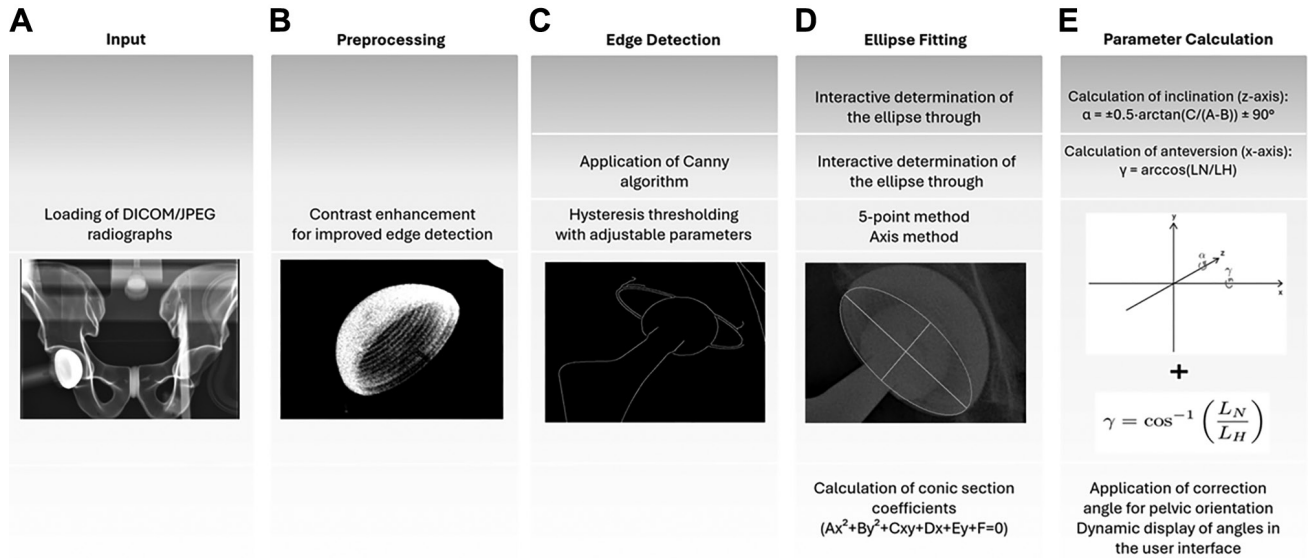 A
Input
Loading of DICOM/JPEG
radiographs
B
Preprocessing
Contrast enhancement
for improved edge detection
C
Edge Detection
Application of Canny
algorithm
Hysteresis thresholding
with adjustable parameters
D
Ellipse Fitting
Interactive determination of
the ellipse through
Interactive determination of
the ellipse through
5-point method
Axis method
Calculation of conic section
coefficients
(Ax²+By²+Cxy+Dx+Ey+F=0)
E
Parameter Calculation
Calculation of inclination (z-axis):
α = ±0.5·arctan(C/(A-B)) ± 90°
Calculation of anteversion (x-axis):
γ = arccos(LN/LH)
y
α
z
γ
x
+
γ = cos⁻¹ (L_N / L_H)
Application of correction
angle for pelvic orientation
Dynamic display of angles in
the user interface